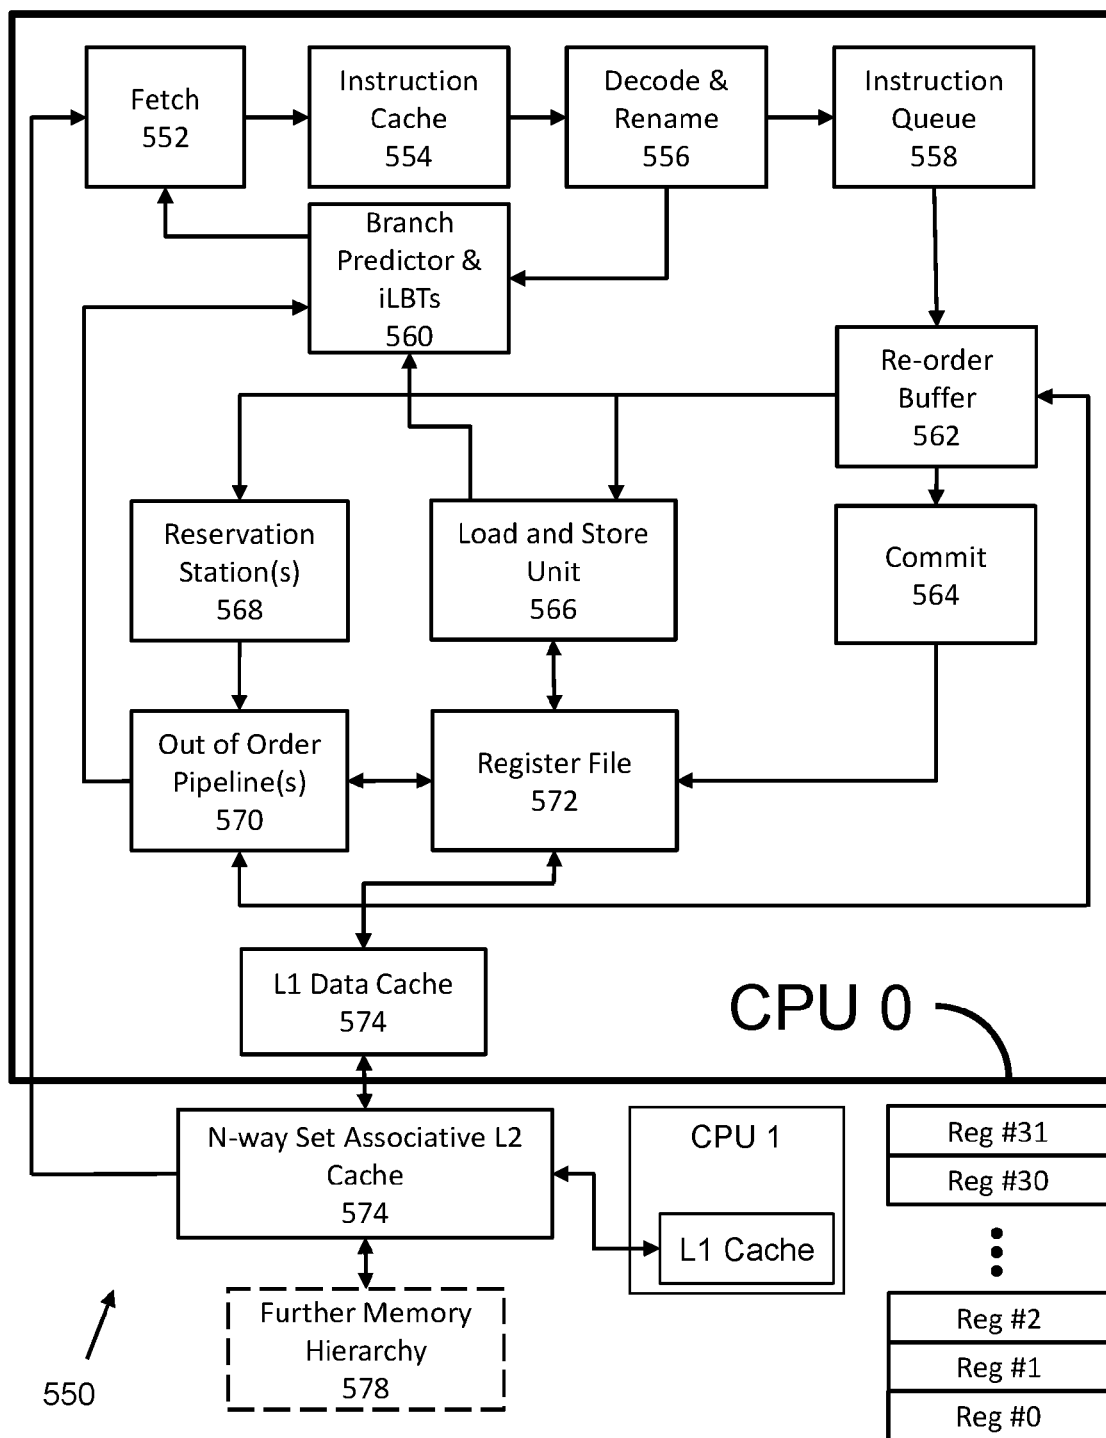 Fetch
552
Instruction
Cache
554
Decode &
Rename
556
Instruction
Queue
558
Branch
Predictor &
iLBTs
560
Re-order
Buffer
562
Reservation
Station(s)
568
Load and Store
Unit
566
Commit
564
Out of Order
Pipeline(s)
570
Register File
572
L1 Data Cache
574
CPU 0
N-way Set Associative L2
Cache
574
CPU 1
L1 Cache
Reg #31
Reg #30
Reg #2
Reg #1
Reg #0
Further Memory
Hierarchy
578
550